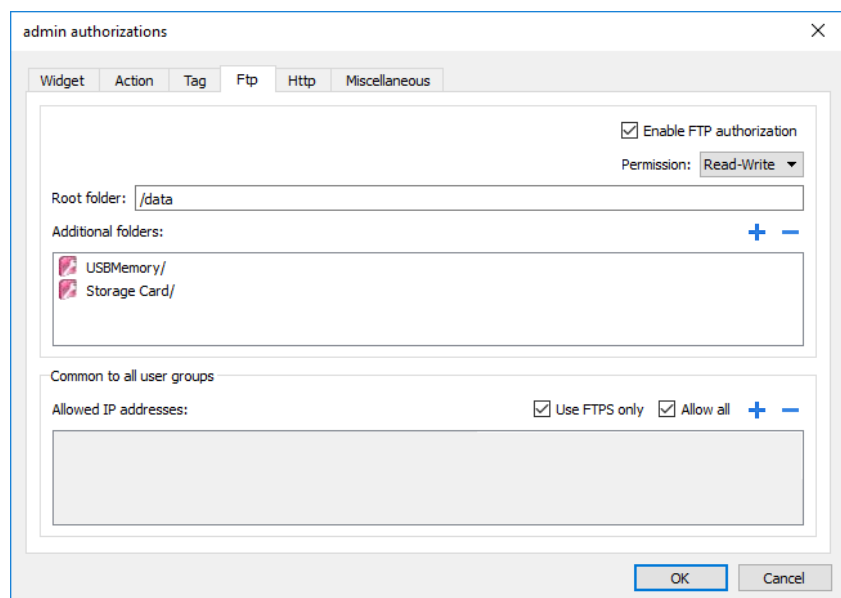 admin authorizations
Widget Action Tag Ftp Http Miscellaneous
Enable FTP authorization
Permission: Read-Write
Root folder: /data
Additional folders:
USBMemory/
Storage Card/
Common to all user groups
Allowed IP addresses: Use FTPS only Allow all
OK Cancel